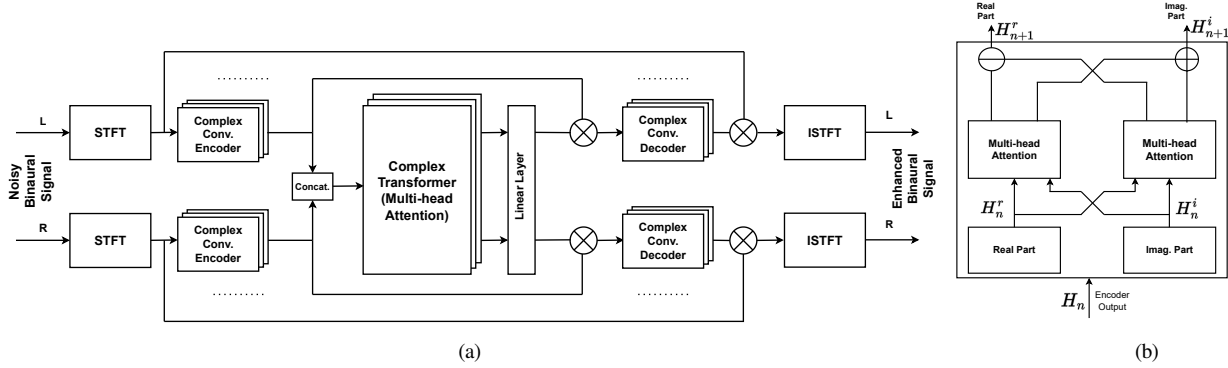 L
Noisy
Binaural
Signal
R
STFT
STFT
.........
Complex
Conv.
Encoder
Complex
Conv.
Encoder
.........
Concat.
Complex
Transformer
(Multi-head
Attention)
Linear Layer
.........
Complex
Conv.
Decoder
Complex
Conv.
Decoder
.........
ISTFT
ISTFT
L
Enhanced
Binaural
Signal
R
(a)
Real
Part
H^r_{n+1}
Imag.
Part
H^i_{n+1}
Multi-head
Attention
Multi-head
Attention
H^r_n
H^i_n
Real Part
Imag. Part
H_n
Encoder
Output
(b)